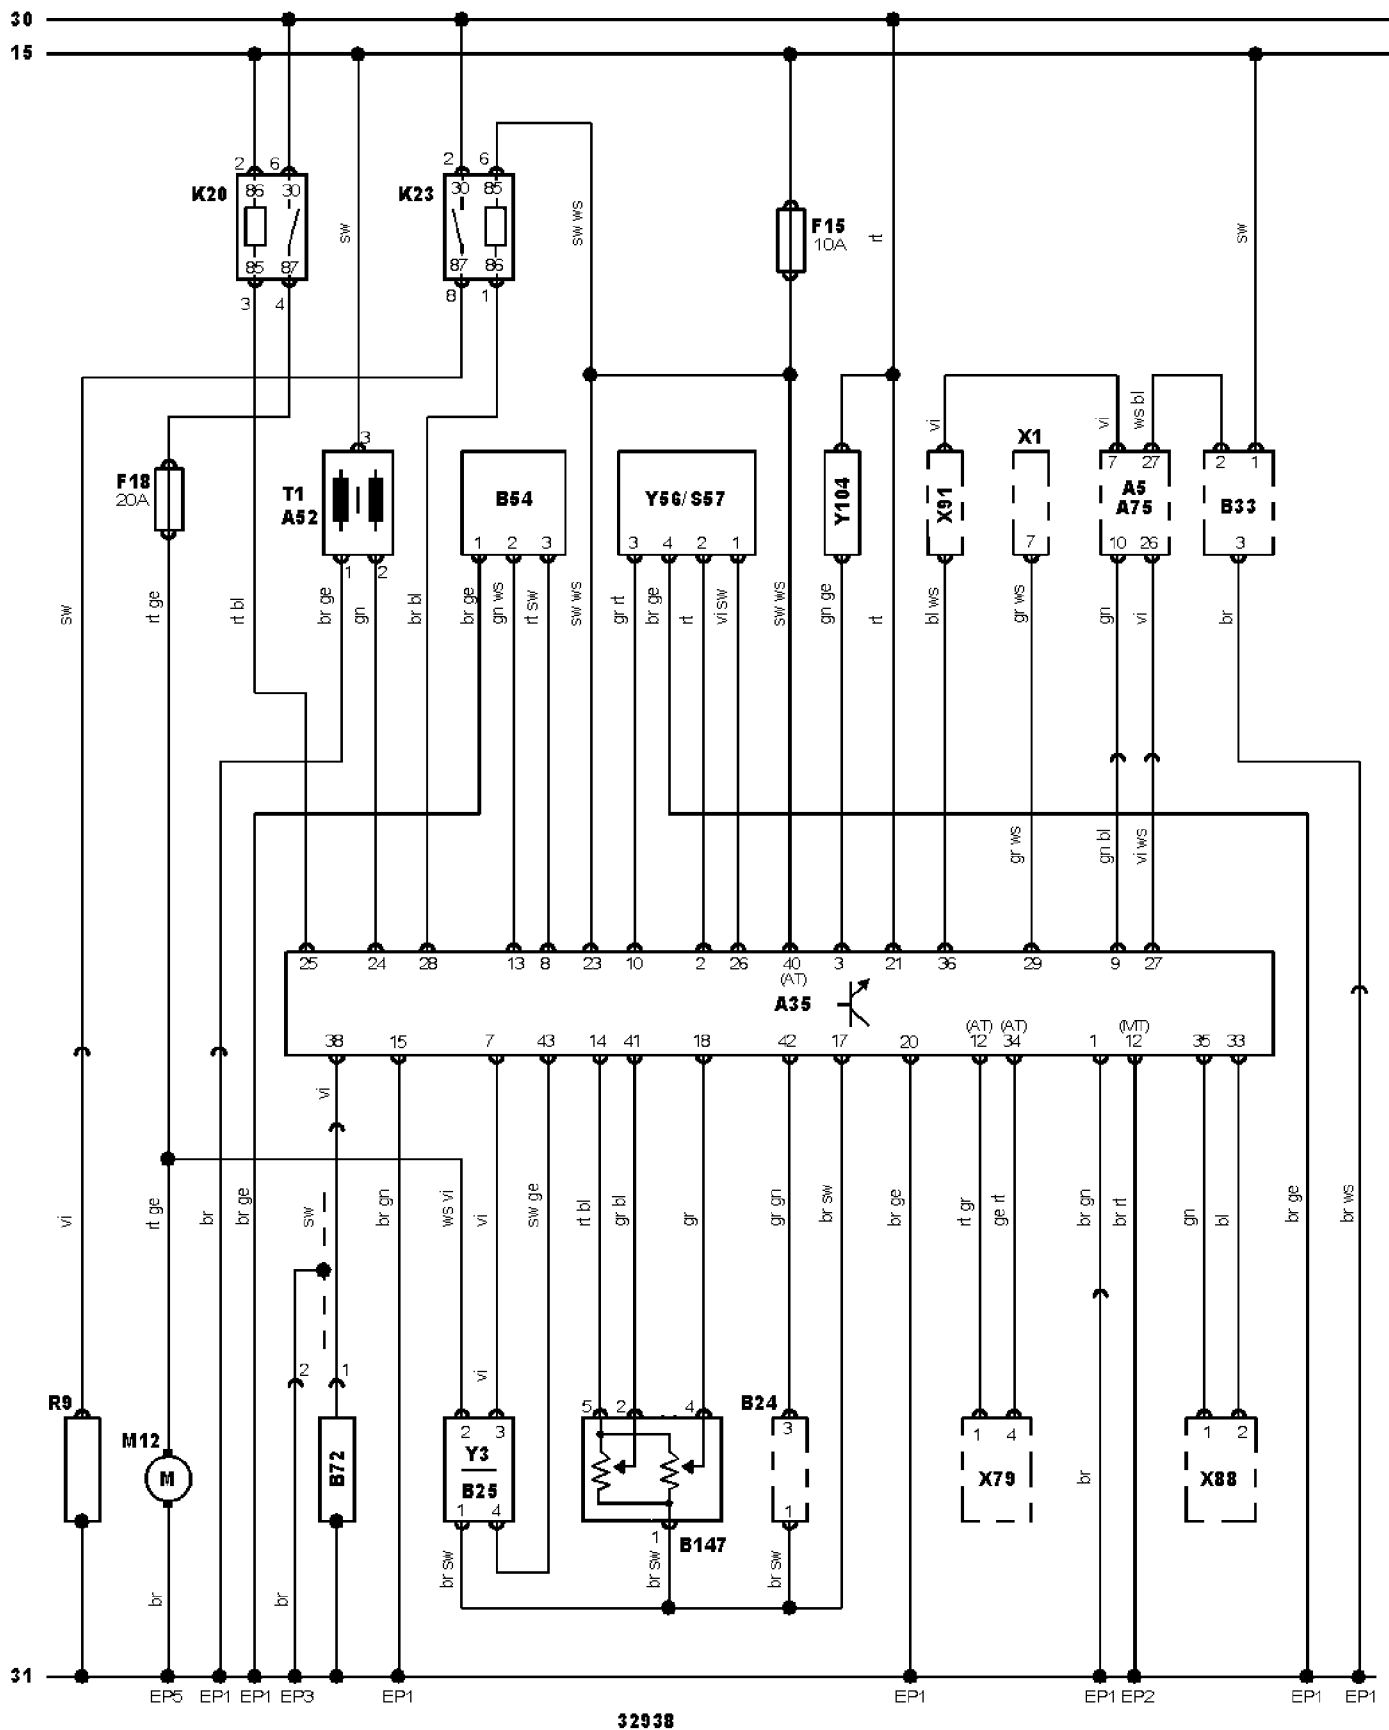 30
15
2 6 2 6
K20 86 30 K23 30 85
sw sw ws F15 10A rt sw
85 87 87 86
3 4 8 1
3 vi vi ws bl
X1
F18 20A T1 A52 B54 Y56/S57 Y104 X91 7 27 A5 A75 2 1 B33
1 2 3 3 4 2 1 7 10 26 3
1 2
sw rt ge rt bl br ge gn br bl br ge gn ws rt sw sw ws gr rt br ge rt vi sw sw ws gn ge rt bl ws gr ws gn vi br
gr ws gn bl vi ws
25 24 28 13 8 23 10 2 26 40 3 21 36 29 9 27
(AT)
A35
(AT) (AT) (MT)
38 15 7 43 14 41 18 42 17 20 12 34 1 12 35 33
vi
vi rt ge br br ge sw br gn ws vi vi sw ge rt bl gr bl gr gr gn br sw br ge rt gr ge rt br gn br rt gn bl br ge br ws
2 1 vi
R9 5 2 4 B24
M12 2 3 3 1 4 1 2
M B72 Y3 B25 X79 X88 br
1 4 1
1 B147
br br br sw br sw br sw
31
EP5 EP1 EP1 EP3 EP1 EP1 EP1 EP2 EP1 EP1
32938